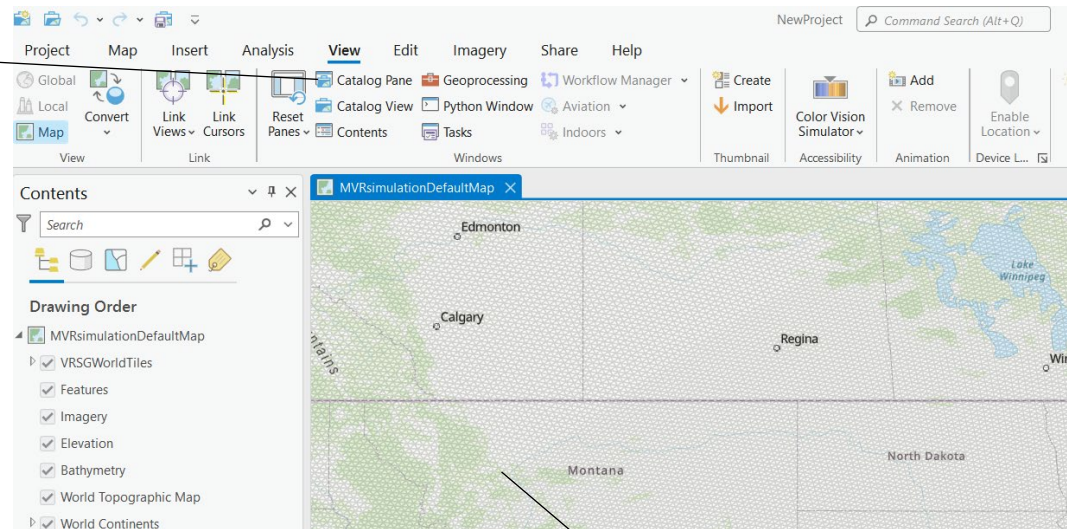 NewProject
Command Search (Alt+Q)
Project Map Insert Analysis View Edit Imagery Share Help
Global
Local
Map
Convert
View
Link Views
Link Cursors
Link
Reset Panes
Catalog Pane
Geoprocessing
Workflow Manager
Catalog View
Python Window
Aviation
Contents
Tasks
Indoors
Windows
Create
Import
Thumbnail
Color Vision Simulator
Accessibility
Add
Remove
Animation
Enable Location
Device L...
Contents
Search
Drawing Order
MVRsimulationDefaultMap
VRSGWorldTiles
Features
Imagery
Elevation
Bathymetry
World Topographic Map
World Continents
MVRsimulationDefaultMap
Edmonton
Calgary
Regina
Lake
Winnipeg
Win
ntains
Montana
North Dakota